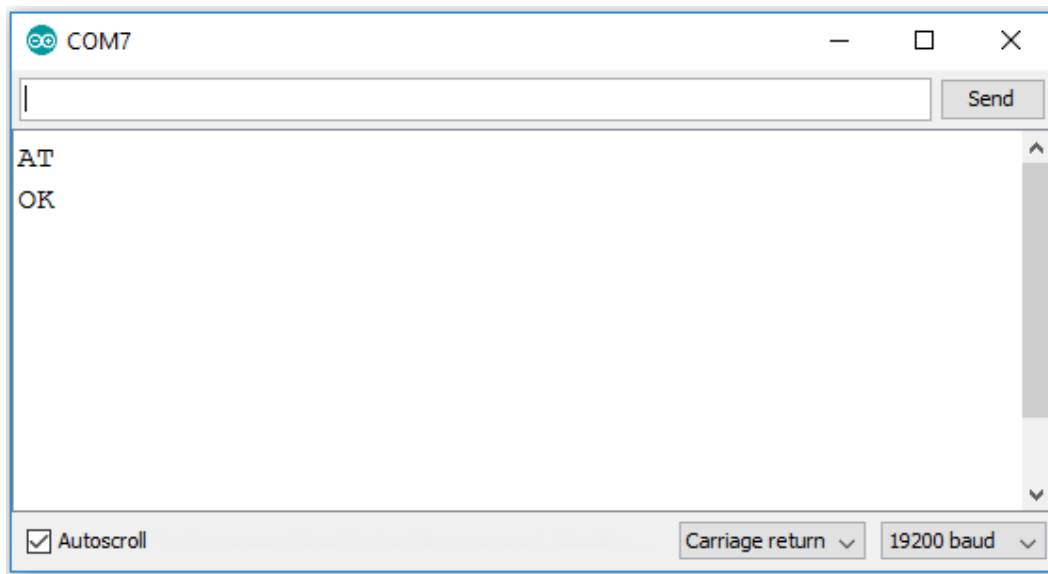 COM7
Send
AT
OK
Autoscroll
Carriage return
19200 baud